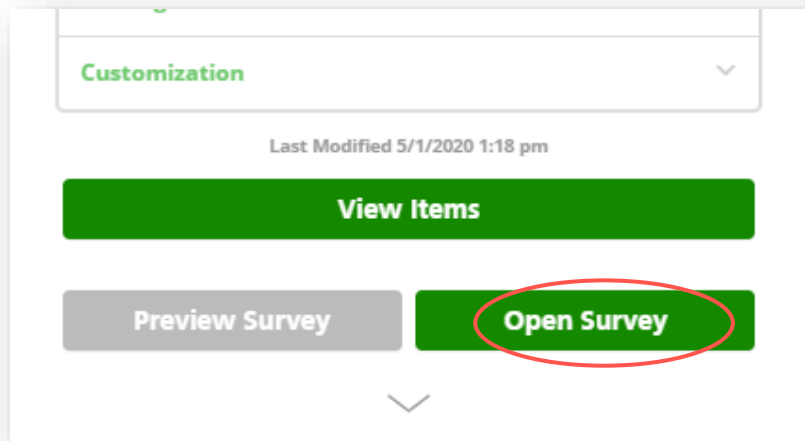 Customization
Last Modified 5/1/2020 1:18 pm
View Items
Preview Survey
Open Survey